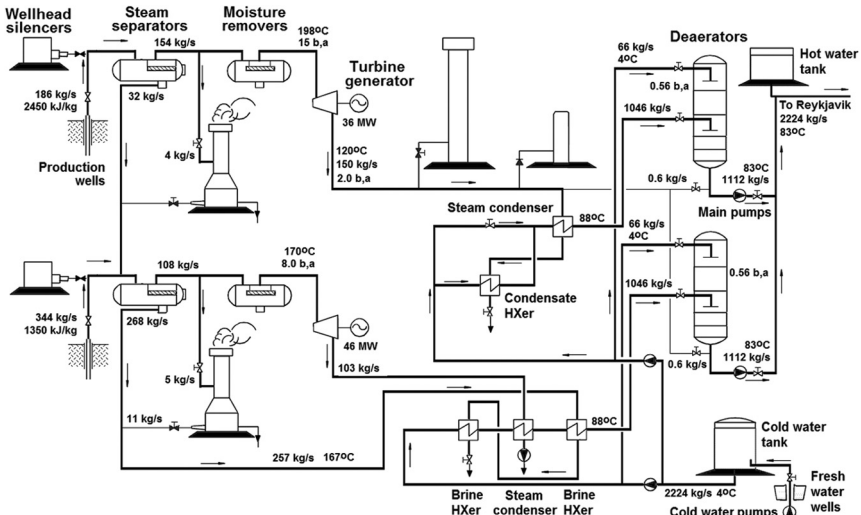 Wellhead
silencers
Steam
separators
Moisture
removers
154 kg/s
198ºC
15 b,a
186 kg/s
2450 kJ/kg
32 kg/s
Turbine
generator
36 MW
Production
wells
4 kg/s
120ºC
150 kg/s
2.0 b,a
66 kg/s
4ºC
Deaerators
0.56 b,a
1046 kg/s
Hot water
tank
To Reykjavik
2224 kg/s
83ºC
0.6 kg/s
83ºC
1112 kg/s
Main pumps
Steam condenser
88ºC
66 kg/s
4ºC
Condensate
HXer
1046 kg/s
0.56 b,a
108 kg/s
170ºC
8.0 b,a
344 kg/s
1350 kJ/kg
268 kg/s
46 MW
5 kg/s
103 kg/s
0.6 kg/s
83ºC
1112 kg/s
11 kg/s
88ºC
Cold water
tank
257 kg/s 167ºC
2224 kg/s 4ºC
Fresh
water
wells
Brine
HXer
Steam
condenser
Brine
HXer
Cold water pumps